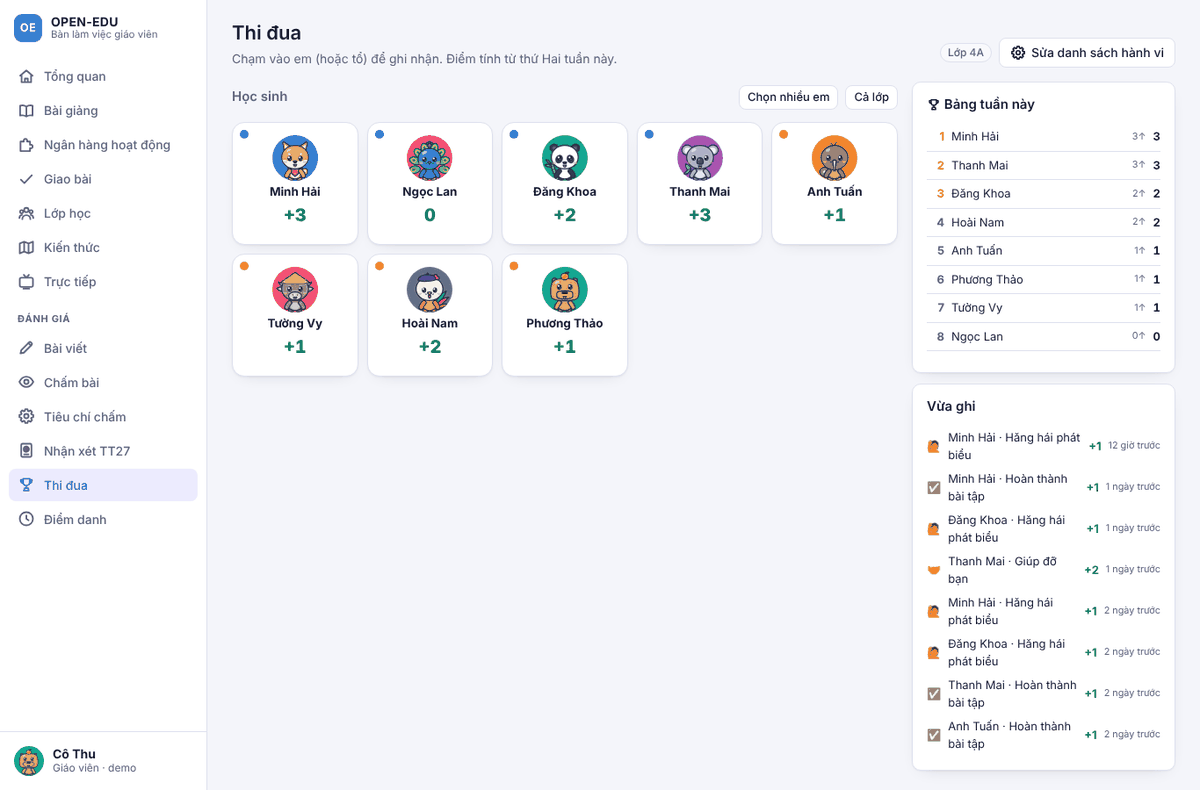 OE
OPEN-EDU
Bàn làm việc giáo viên
Tổng quan
Bài giảng
Ngân hàng hoạt động
Giao bài
Lớp học
Kiến thức
Trực tiếp
ĐÁNH GIÁ
Bài viết
Chấm bài
Tiêu chí chấm
Nhận xét TT27
Thi đua
Điểm danh
Cô Thu
Giáo viên · demo
Thi đua
Chạm vào em (hoặc tổ) để ghi nhận. Điểm tính từ thứ Hai tuần này.
Lớp 4A
Sửa danh sách hành vi
Học sinh
Chọn nhiều em
Cả lớp
Minh Hải
+3
Ngọc Lan
0
Đăng Khoa
+2
Thanh Mai
+3
Anh Tuấn
+1
Tường Vy
+1
Hoài Nam
+2
Phương Thảo
+1
Bảng tuần này
1 Minh Hải 3↑ 3
2 Thanh Mai 3↑ 3
3 Đăng Khoa 2↑ 2
4 Hoài Nam 2↑ 2
5 Anh Tuấn 1↑ 1
6 Phương Thảo 1↑ 1
7 Tường Vy 1↑ 1
8 Ngọc Lan 0↑ 0
Vừa ghi
Minh Hải · Hăng hái phát
biểu
+1 12 giờ trước
Minh Hải · Hoàn thành
bài tập
+1 1 ngày trước
Đăng Khoa · Hăng hái
phát biểu
+1 1 ngày trước
Thanh Mai · Giúp đỡ
bạn
+2 1 ngày trước
Minh Hải · Hăng hái
phát biểu
+1 2 ngày trước
Đăng Khoa · Hăng hái
phát biểu
+1 2 ngày trước
Thanh Mai · Hoàn thành
bài tập
+1 2 ngày trước
Anh Tuấn · Hoàn thành
bài tập
+1 2 ngày trước